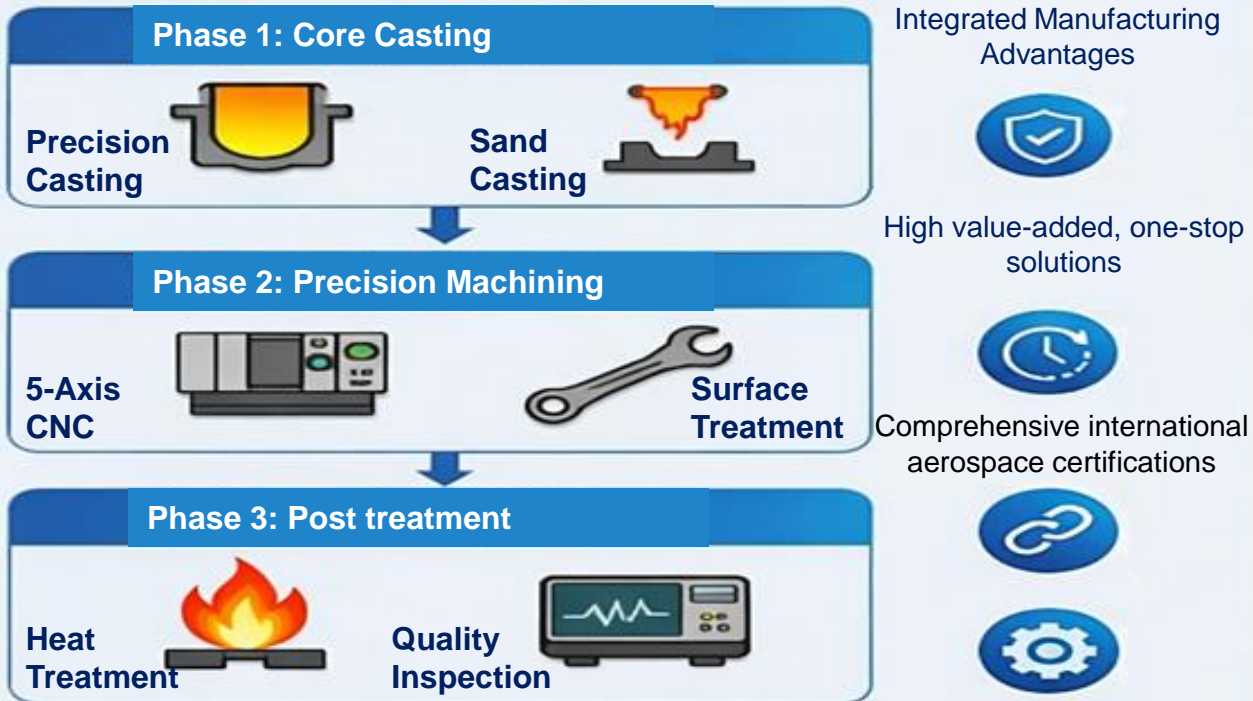 Phase 1: Core Casting
Precision
Casting
Sand
Casting
Phase 2: Precision Machining
5-Axis
CNC
Surface
Treatment
Phase 3: Post treatment
Heat
Treatment
Quality
Inspection
Integrated Manufacturing
Advantages
High value-added, one-stop
solutions
Comprehensive international
aerospace certifications